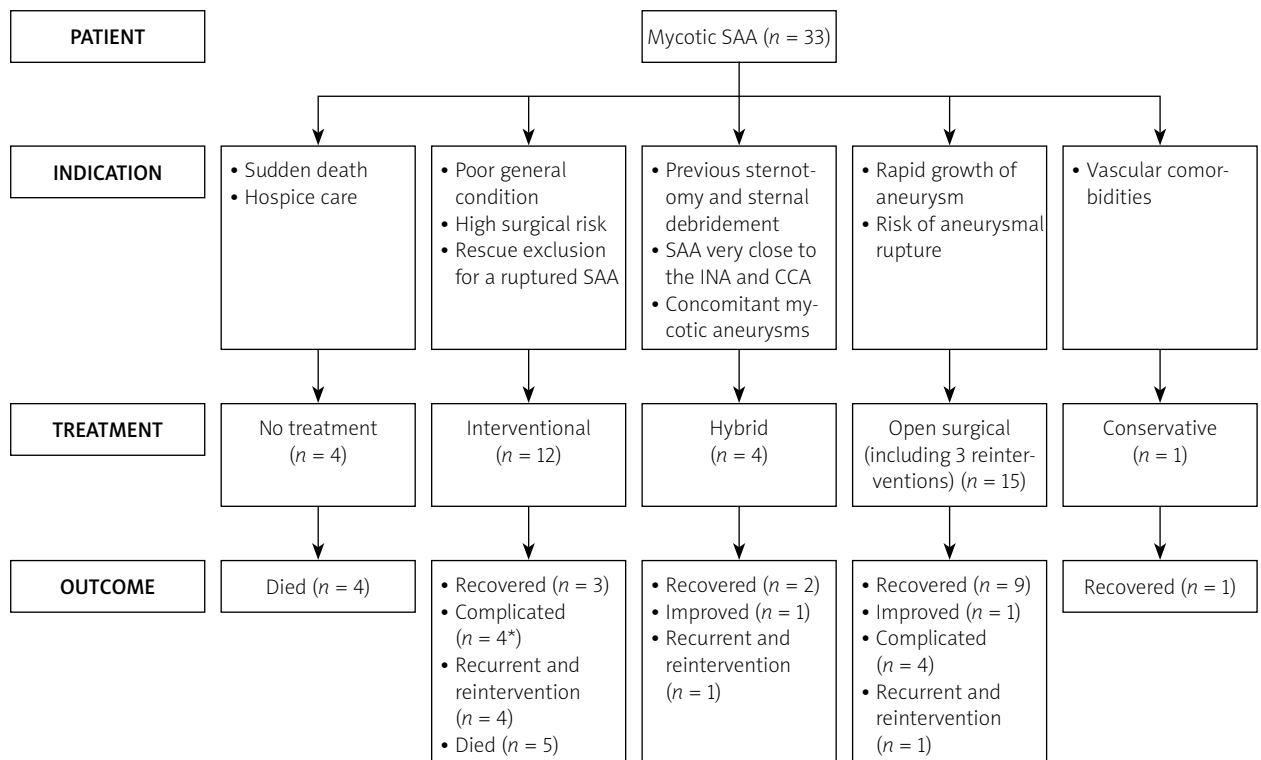 PATIENT
Mycotic SAA (n = 33)
INDICATION
• Sudden death
• Hospice care
• Poor general
condition
• High surgical risk
• Rescue exclusion
for a ruptured SAA
• Previous sternot-
omy and sternal
debridement
• SAA very close to
the INA and CCA
• Concomitant my-
cotic aneurysms
• Rapid growth of
aneurysm
• Risk of aneurysmal
rupture
• Vascular comor-
bidities
TREATMENT
No treatment
(n = 4)
Interventional
(n = 12)
Hybrid
(n = 4)
Open surgical
(including 3 reinter-
ventions) (n = 15)
Conservative
(n = 1)
OUTCOME
Died (n = 4)
• Recovered (n = 3)
• Complicated
(n = 4*)
• Recurrent and
reintervention
(n = 4)
• Died (n = 5)
• Recovered (n = 2)
• Improved (n = 1)
• Recurrent and
reintervention
(n = 1)
• Recovered (n = 9)
• Improved (n = 1)
• Complicated
(n = 4)
• Recurrent and
reintervention
(n = 1)
Recovered (n = 1)